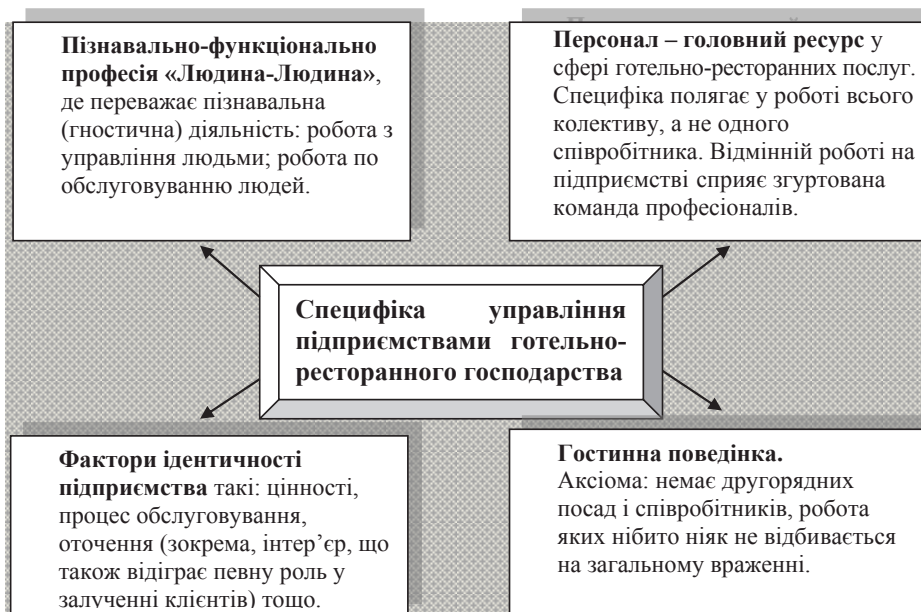 Пізнавально-функціонально
професія «Людина-Людина»,
де переважає пізнавальна
(гностична) діяльність: робота з
управління людьми; робота по
обслуговуванню людей.
Персонал – головний ресурс у
сфері готельно-ресторанних послуг.
Специфіка полягає у роботі всього
колективу, а не одного
співробітника. Відмінній роботі на
підприємстві сприяє згуртована
команда професіоналів.
Специфіка управління
підприємствами готельно-
ресторанного господарства
Фактори ідентичності
підприємства такі: цінності,
процес обслуговування,
оточення (зокрема, інтер’єр, що
також відіграє певну роль у
залученні клієнтів) тощо.
Гостинна поведінка.
Аксіома: немає другорядних
посад і співробітників, робота
яких нібито ніяк не відбивається
на загальному враженні.